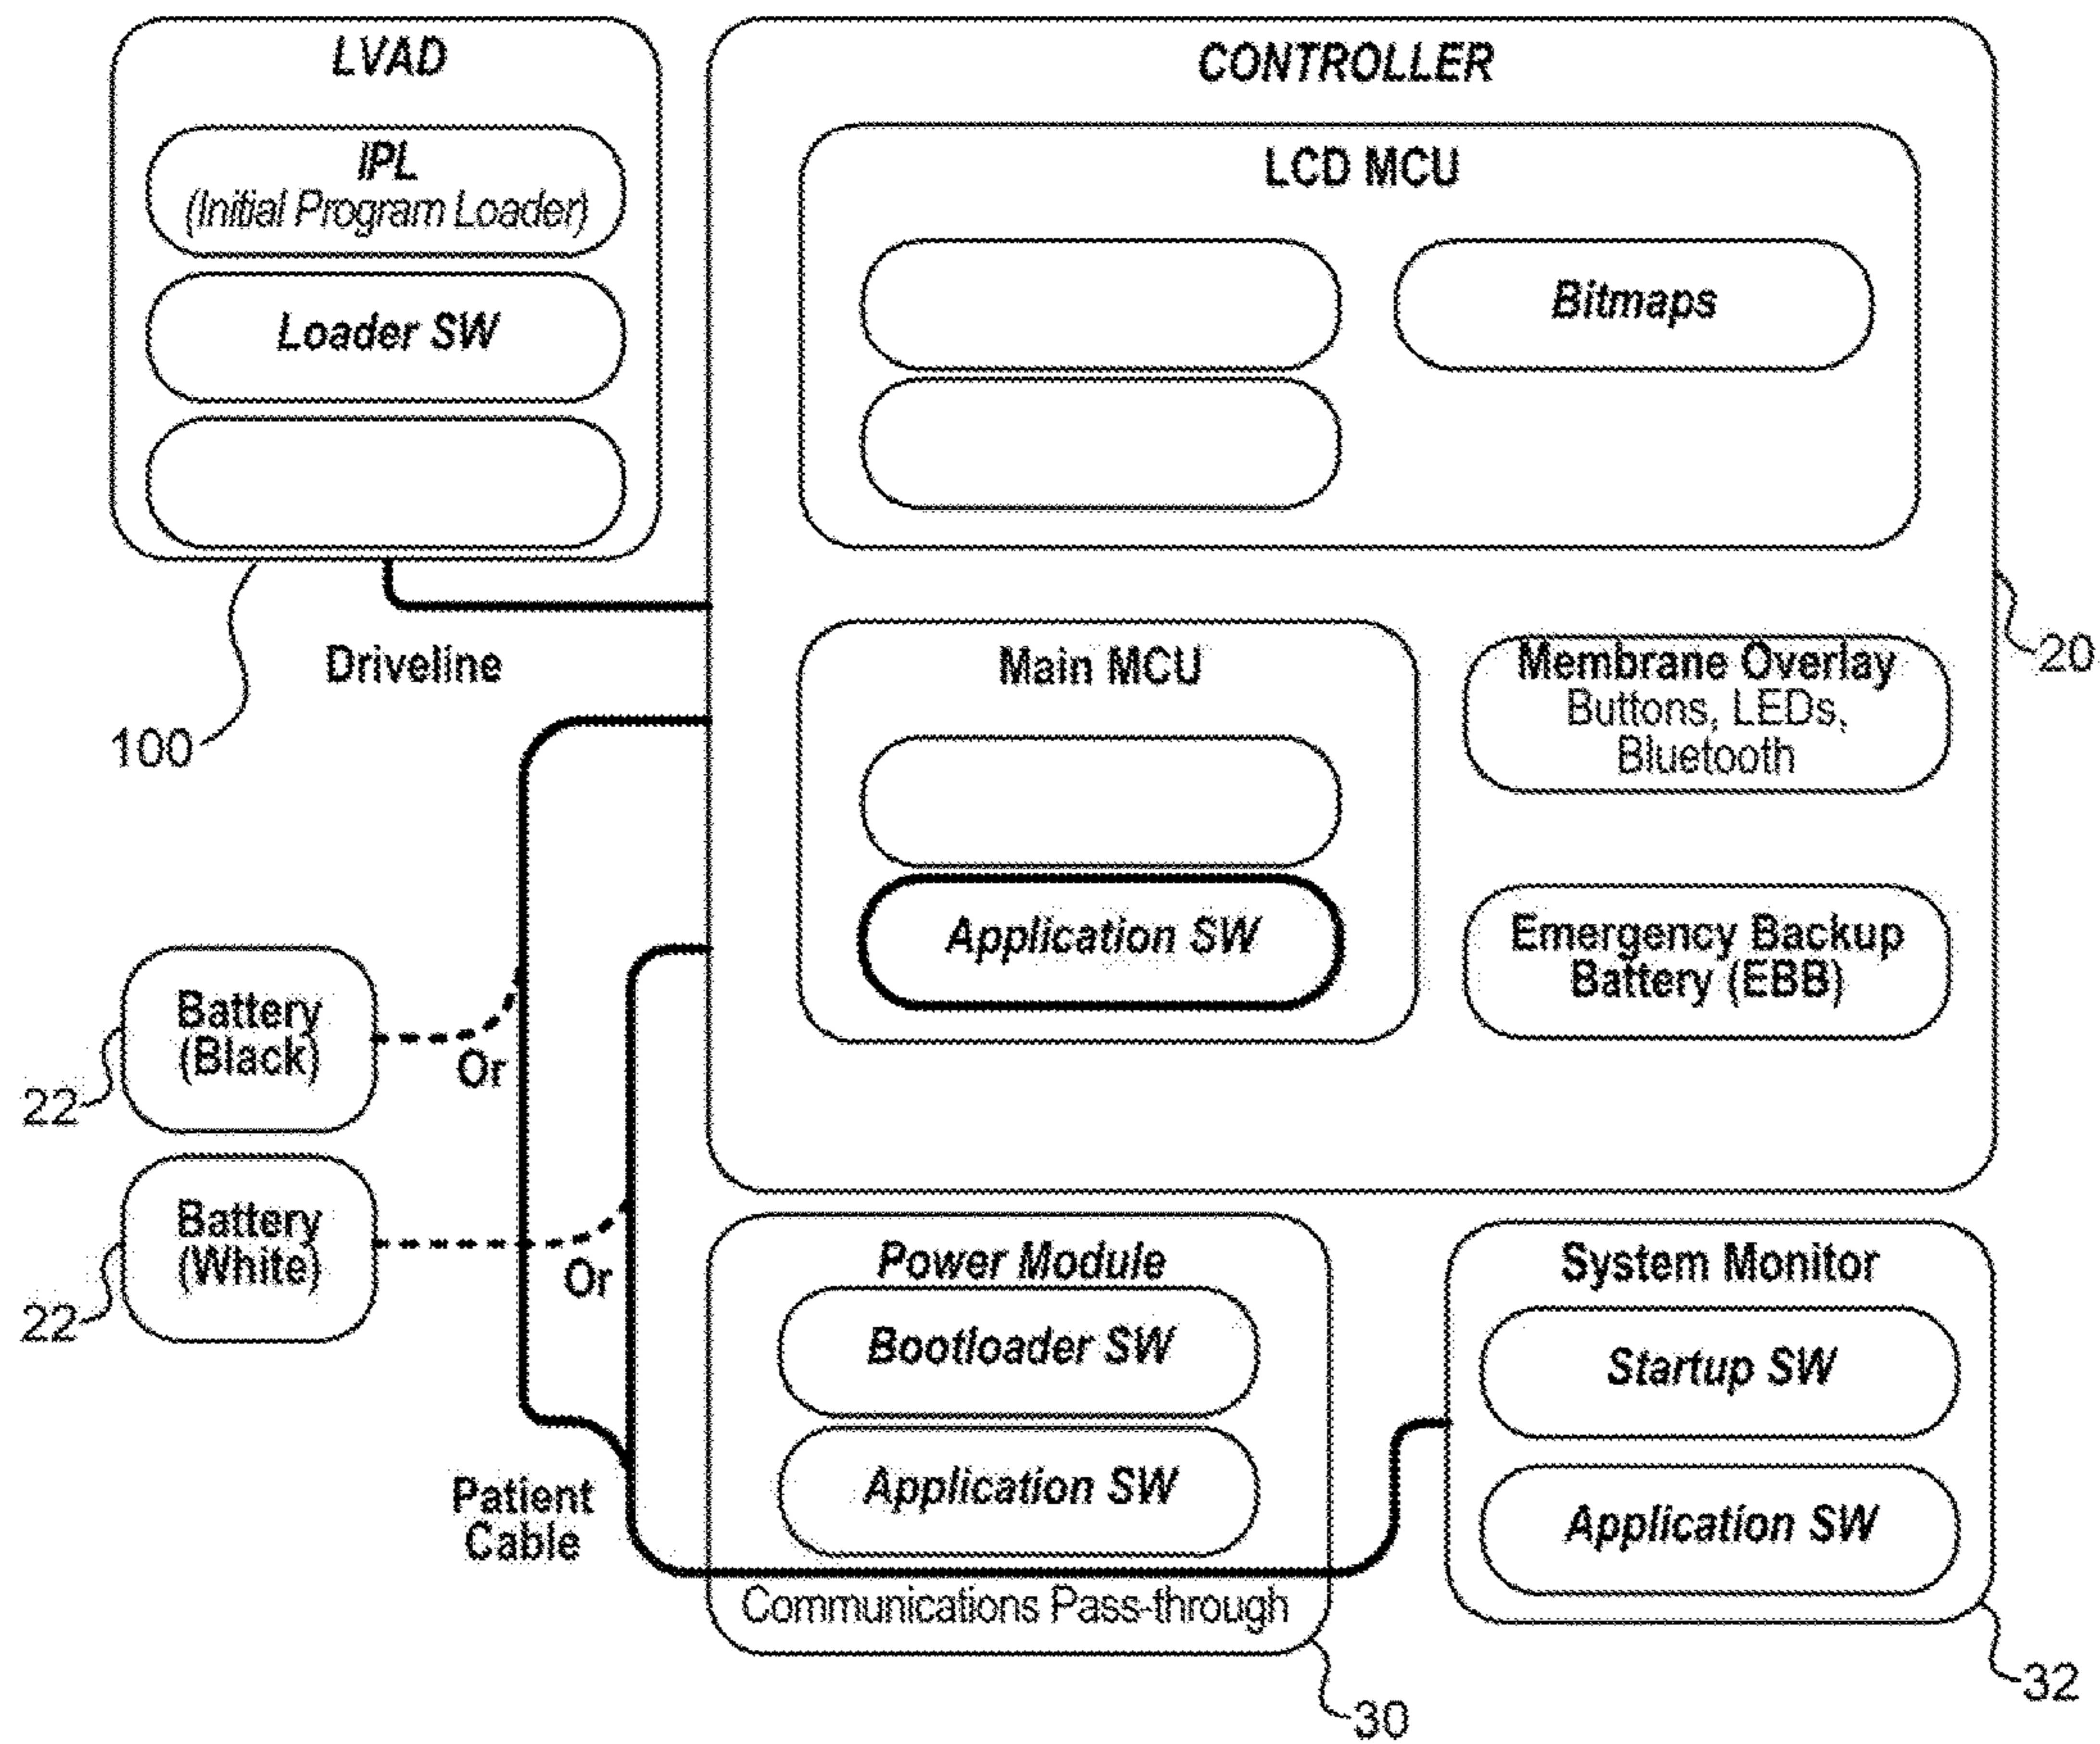 LVAD
IPL
(Initial Program Loader)
Loader SW
100
Driveline
CONTROLLER
LCD MCU
Bitmaps
Main MCU
Application SW
Membrane Overlay
Buttons, LEDs,
Bluetooth
Emergency Backup
Battery (EBB)
20
Battery
(Black)
22
Or
Battery
(White)
22
Or
Patient
Cable
Power Module
Bootloader SW
Application SW
Communications Pass-through
30
System Monitor
Startup SW
Application SW
32